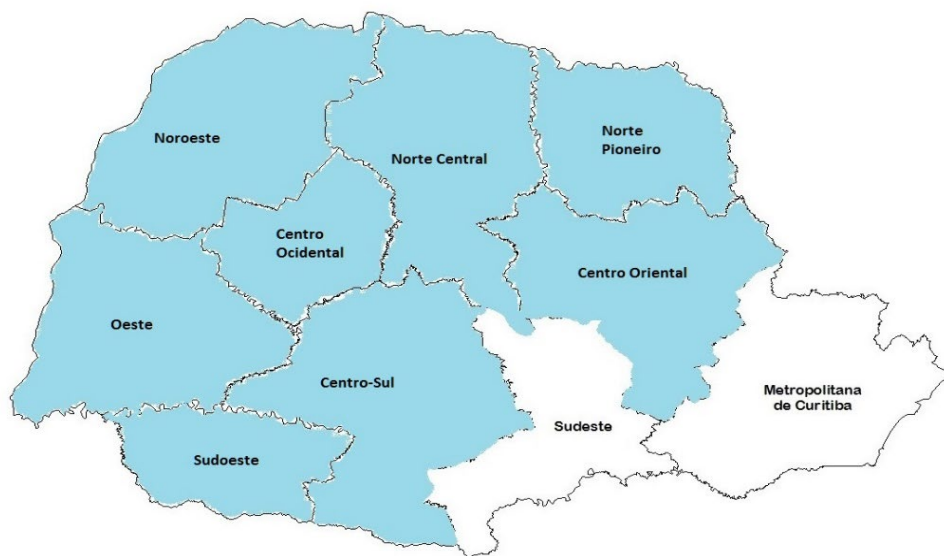 Noroeste
Norte Central
Norte
Pioneiro
Centro
Ocidental
Centro Oriental
Oeste
Centro-Sul
Metropolitana
de Curitiba
Sudeste
Sudoeste